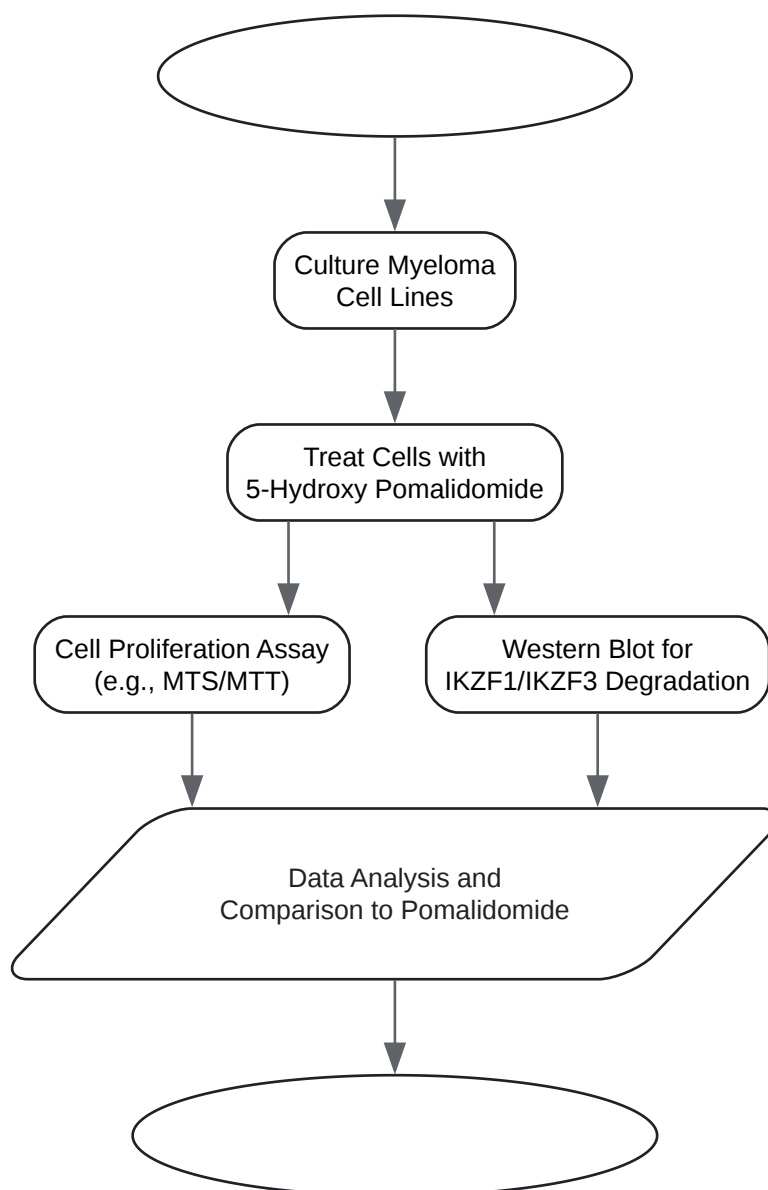 Culture Myeloma
Cell Lines
Treat Cells with
5-Hydroxy Pomalidomide
Cell Proliferation Assay
(e.g., MTS/MTT)
Western Blot for
IKZF1/IKZF3 Degradation
Data Analysis and
Comparison to Pomalidomide